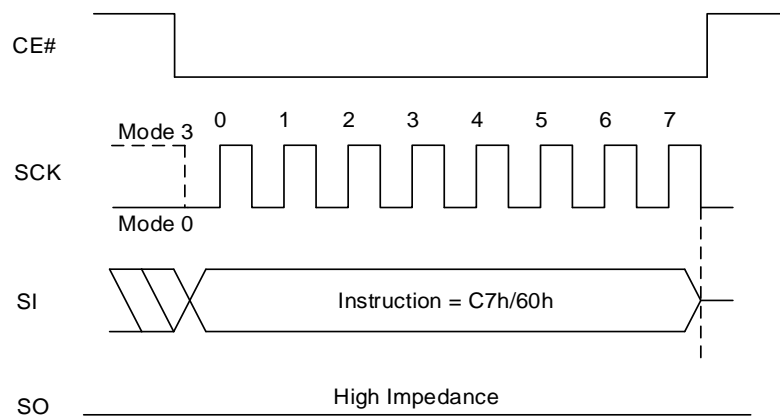 CE#
0 1 2 3 4 5 6 7
Mode 3
SCK
Mode 0
SI
Instruction = C7h/60h
High Impedance
SO